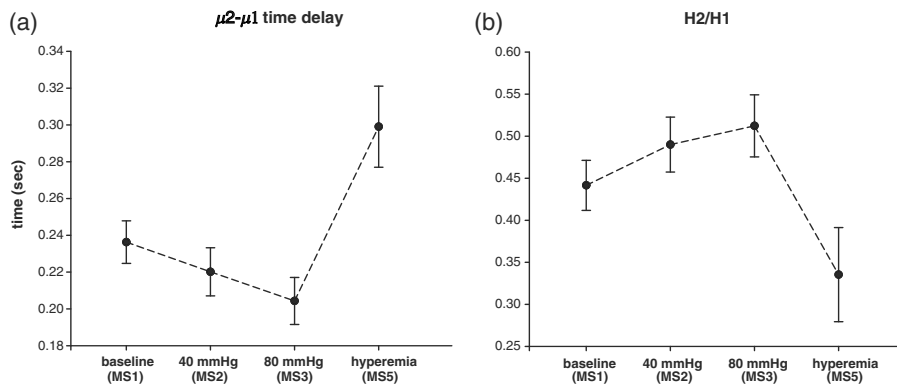 (a)
μ2-μ1 time delay
0.34
0.32
0.30
0.28
0.26
0.24
0.22
0.20
0.18
time (sec)
baseline
(MS1)
40 mmHg
(MS2)
80 mmHg
(MS3)
hyperemia
(MS5)
(b)
H2/H1
0.60
0.55
0.50
0.45
0.40
0.35
0.30
0.25
baseline
(MS1)
40 mmHg
(MS2)
80 mmHg
(MS3)
hyperemia
(MS5)